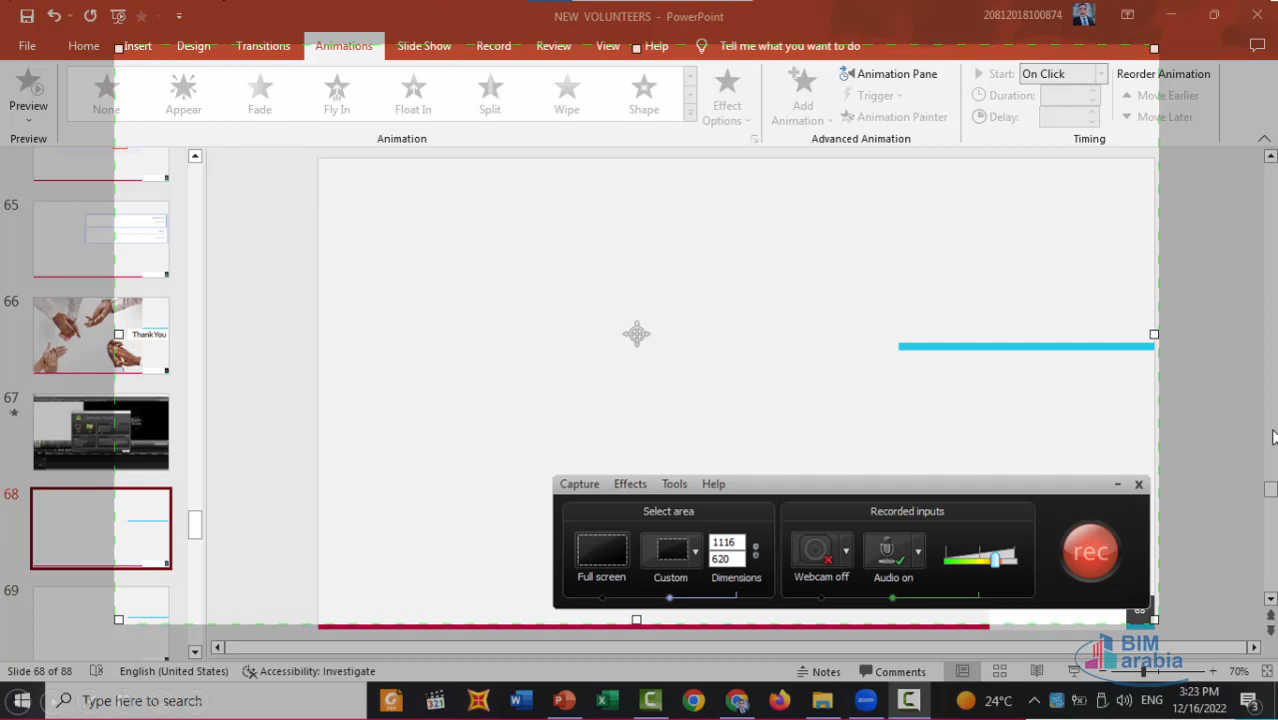 NEW VOLUNTEERS - PowerPoint
20812018100874
File Home Insert Design Transitions Animations Slide Show Record Review View Help Tell me what you want to do
Preview
None Appear Fade Fly In Float In Split Wipe Shape
Effect Options
Add Animation
Animation Pane
Trigger
Animation Painter
Start: On Click
Duration:
Delay:
Reorder Animation
Move Earlier
Move Later
Preview Animation Advanced Animation Timing
65
66
Thank You
67
68
69
Capture Effects Tools Help
Select area
Recorded inputs
1116
620
rec
Full screen Custom Dimensions Webcam off Audio on
BIM
arabia
Slide 68 of 88 English (United States) Accessibility: Investigate Notes Comments 70%
Type here to search
24°C ENG
3:23 PM
12/16/2022
3